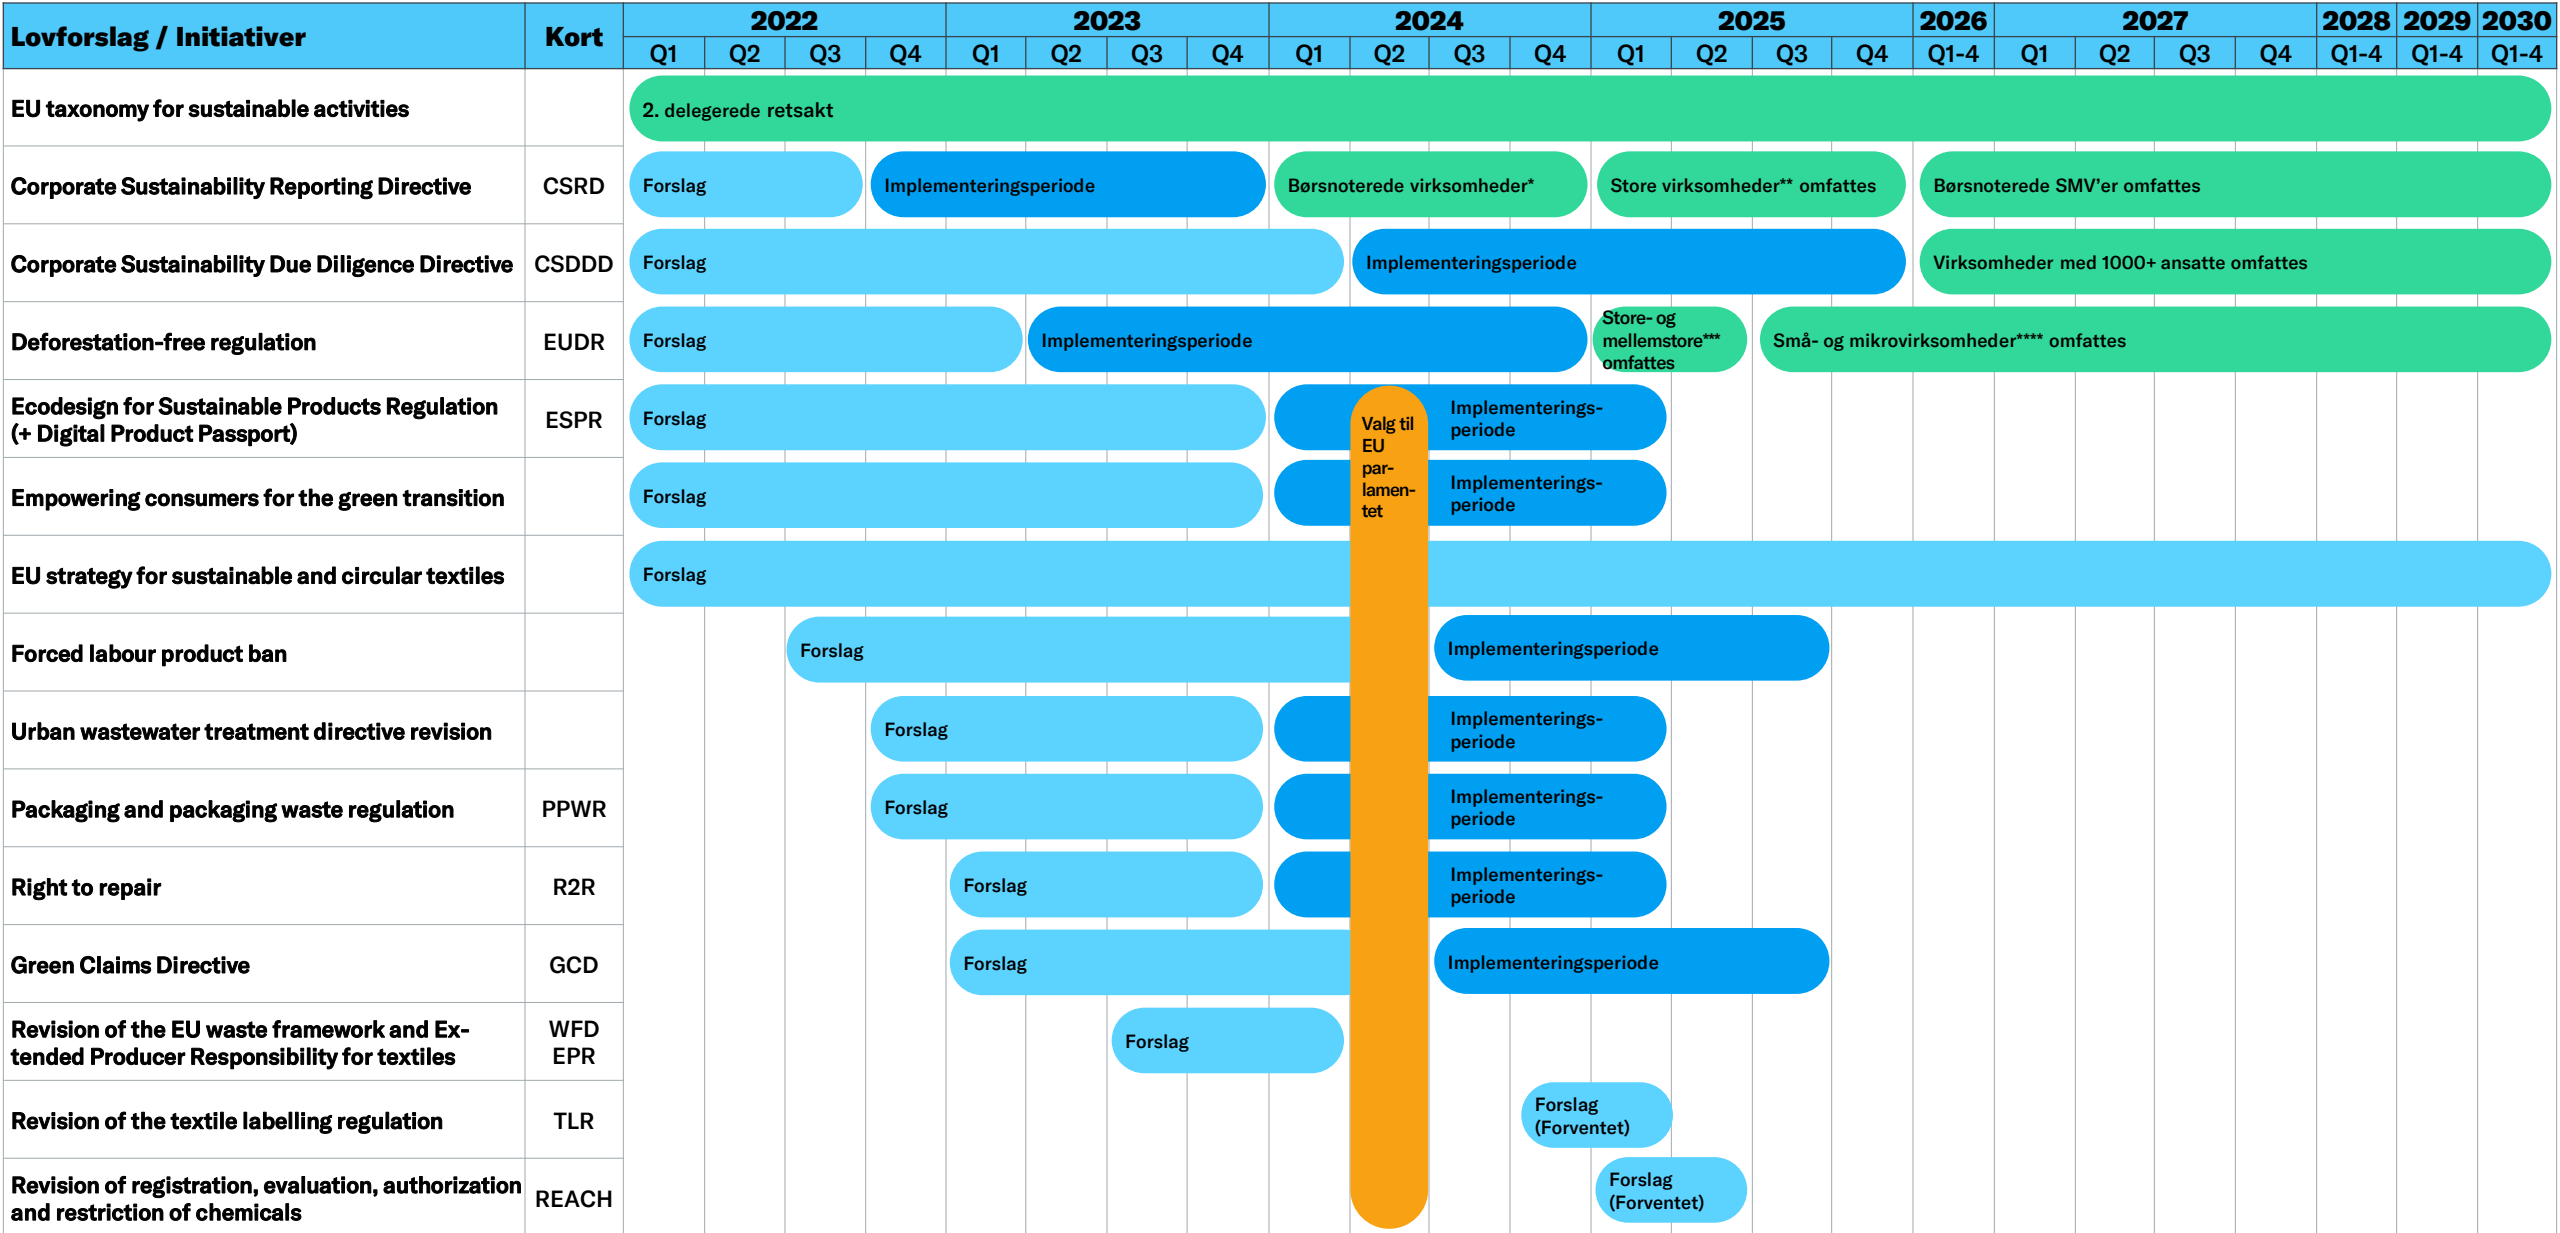 Lovforslag / Initiativer
Kort
2022
2023
2024
2025
2026
2027
2028
2029
2030
Q1
Q2
Q3
Q4
Q1
Q2
Q3
Q4
Q1
Q2
Q3
Q4
Q1
Q2
Q3
Q4
Q1-4
Q1
Q2
Q3
Q4
Q1-4
Q1-4
Q1-4
EU taxonomy for sustainable activities
2. delegerede retsakt
Corporate Sustainability Reporting Directive
CSRD
Forslag
Implementeringsperiode
Børsnoterede virksomheder*
Store virksomheder** omfattes
Børsnoterede SMV'er omfattes
Corporate Sustainability Due Diligence Directive
CSDDD
Forslag
Implementeringsperiode
Virksomheder med 1000+ ansatte omfattes
Deforestation-free regulation
EUDR
Forslag
Implementeringsperiode
Store- og
mellemstore***
omfattes
Små- og mikrovirksomheder**** omfattes
Ecodesign for Sustainable Products Regulation
(+ Digital Product Passport)
ESPR
Forslag
Valg til
EU
par-
lamen-
tet
Implementerings-
periode
Empowering consumers for the green transition
Forslag
Implementerings-
periode
EU strategy for sustainable and circular textiles
Forslag
Forced labour product ban
Forslag
Implementeringsperiode
Urban wastewater treatment directive revision
Forslag
Implementerings-
periode
Packaging and packaging waste regulation
PPWR
Forslag
Implementerings-
periode
Right to repair
R2R
Forslag
Implementerings-
periode
Green Claims Directive
GCD
Forslag
Implementeringsperiode
Revision of the EU waste framework and Ex-
tended Producer Responsibility for textiles
WFD
EPR
Forslag
Revision of the textile labelling regulation
TLR
Forslag
(Forventet)
Revision of registration, evaluation, authorization
and restriction of chemicals
REACH
Forslag
(Forventet)